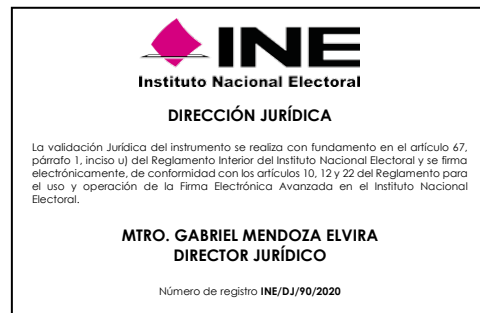 INE
Instituto Nacional Electoral
DIRECCIÓN JURÍDICA
La validación Jurídica del instrumento se realiza con fundamento en el artículo 67,
párrafo 1, inciso u) del Reglamento Interior del Instituto Nacional Electoral y se firma
electrónicamente, de conformidad con los artículos 10, 12 y 22 del Reglamento para
el uso y operación de la Firma Electrónica Avanzada en el Instituto Nacional
Electoral.
MTRO. GABRIEL MENDOZA ELVIRA
DIRECTOR JURÍDICO
Número de registro INE/DJ/90/2020